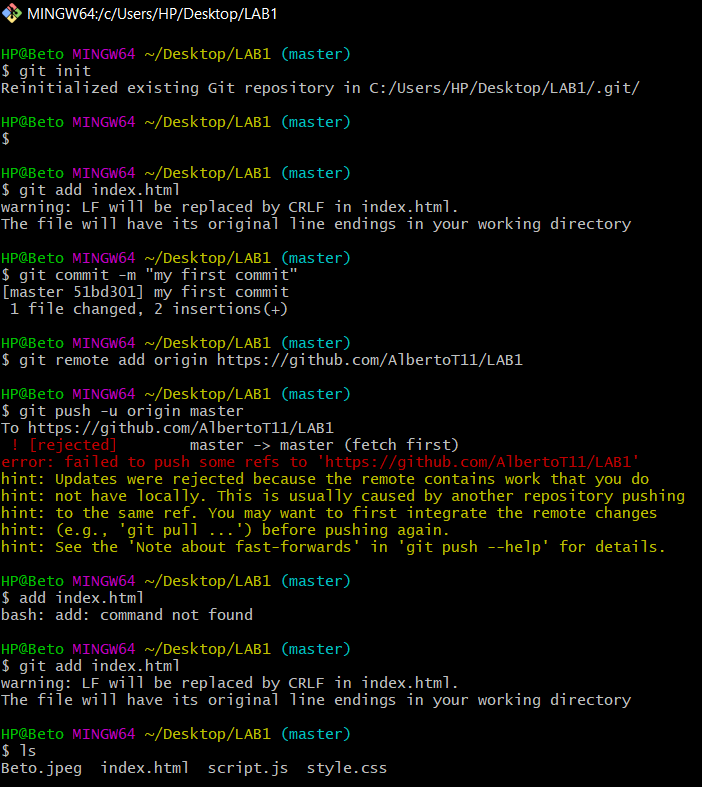 MINGW64:/c/Users/HP/Desktop/LAB1
HP@Beto MINGW64 ~/Desktop/LAB1 (master)
$ git init
Reinitialized existing Git repository in C:/Users/HP/Desktop/LAB1/.git/
HP@Beto MINGW64 ~/Desktop/LAB1 (master)
$
HP@Beto MINGW64 ~/Desktop/LAB1 (master)
$ git add index.html
warning: LF will be replaced by CRLF in index.html.
The file will have its original line endings in your working directory
HP@Beto MINGW64 ~/Desktop/LAB1 (master)
$ git commit -m "my first commit"
[master 51bd301] my first commit
 1 file changed, 2 insertions(+)
HP@Beto MINGW64 ~/Desktop/LAB1 (master)
$ git remote add origin https://github.com/AlbertoT11/LAB1
HP@Beto MINGW64 ~/Desktop/LAB1 (master)
$ git push -u origin master
To https://github.com/AlbertoT11/LAB1
 ! [rejected]        master -> master (fetch first)
error: failed to push some refs to 'https://github.com/AlbertoT11/LAB1'
hint: Updates were rejected because the remote contains work that you do
hint: not have locally. This is usually caused by another repository pushing
hint: to the same ref. You may want to first integrate the remote changes
hint: (e.g., 'git pull ...') before pushing again.
hint: See the 'Note about fast-forwards' in 'git push --help' for details.
HP@Beto MINGW64 ~/Desktop/LAB1 (master)
$ add index.html
bash: add: command not found
HP@Beto MINGW64 ~/Desktop/LAB1 (master)
$ git add index.html
warning: LF will be replaced by CRLF in index.html.
The file will have its original line endings in your working directory
HP@Beto MINGW64 ~/Desktop/LAB1 (master)
$ ls
Beto.jpeg  index.html  script.js  style.css